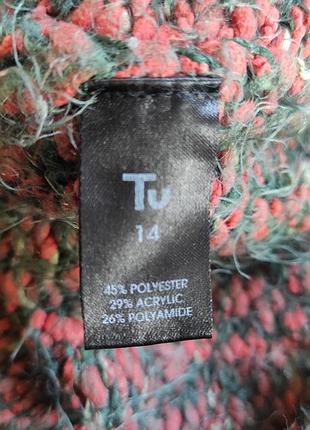 Tu
14
45% POLYESTER
29% ACRYLIC
26% POLYAMIDE